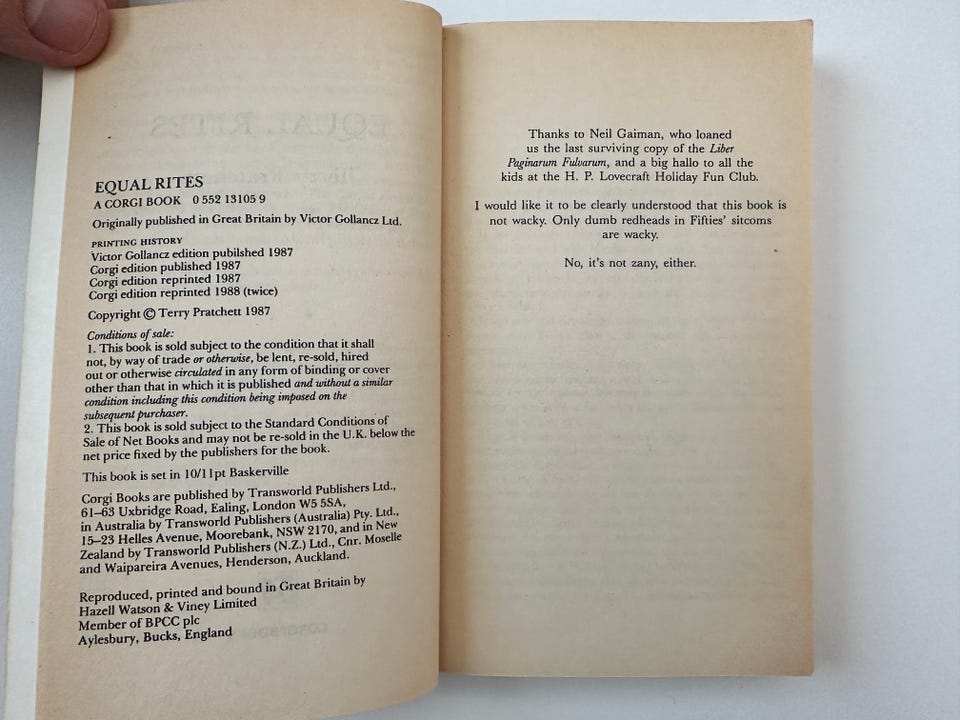 EQUAL RITES
A CORGI BOOK 0 552 13105 9
Originally published in Great Britain by Victor Gollancz Ltd.
PRINTING HISTORY
Victor Gollancz edition pubilshed 1987
Corgi edition published 1987
Corgi edition reprinted 1987
Corgi edition reprinted 1988 (twice)
Copyright © Terry Pratchett 1987
Conditions of sale:
1. This book is sold subject to the condition that it shall
not, by way of trade or otherwise, be lent, re-sold, hired
out or otherwise circulated in any form of binding or cover
other than that in which it is published and without a similar
condition including this condition being imposed on the
subsequent purchaser.
2. This book is sold subject to the Standard Conditions of
Sale of Net Books and may not be re-sold in the U.K. below the
net price fixed by the publishers for the book.
This book is set in 10/11pt Baskerville
Corgi Books are published by Transworld Publishers Ltd.,
61–63 Uxbridge Road, Ealing, London W5 5SA,
in Australia by Transworld Publishers (Australia) Pty. Ltd.,
15–23 Helles Avenue, Moorebank, NSW 2170, and in New
Zealand by Transworld Publishers (N.Z.) Ltd., Cnr. Moselle
and Waipareira Avenues, Henderson, Auckland.
Reproduced, printed and bound in Great Britain by
Hazell Watson & Viney Limited
Member of BPCC plc
Aylesbury, Bucks, England
Thanks to Neil Gaiman, who loaned
us the last surviving copy of the Liber
Paginarum Fulvarum, and a big hallo to all the
kids at the H. P. Lovecraft Holiday Fun Club.
I would like it to be clearly understood that this book is
not wacky. Only dumb redheads in Fifties' sitcoms
are wacky.
No, it's not zany, either.